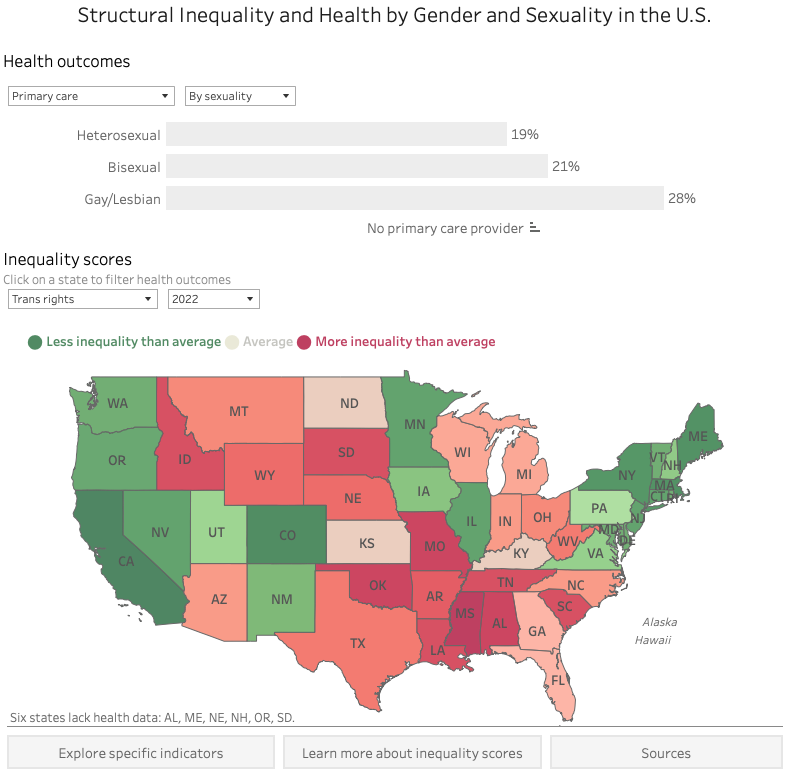 Structural Inequality and Health by Gender and Sexuality in the U.S.
Health outcomes
Primary care
By sexuality
Heterosexual 19%
Bisexual 21%
Gay/Lesbian 28%
No primary care provider
Inequality scores
Click on a state to filter health outcomes
Trans rights
2022
Less inequality than average
Average
More inequality than average
WA
MT
ND
MN
ME
OR
ID
SD
WI
VT
NH
WY
MI
NY
MA
CT
RI
NV
UT
CO
NE
IA
IL
IN
OH
PA
NJ
MD
DE
CA
KS
MO
KY
WV
VA
AZ
NM
OK
AR
TN
NC
SC
TX
LA
MS
AL
GA
FL
Alaska
Hawaii
Six states lack health data: AL, ME, NE, NH, OR, SD.
Explore specific indicators
Learn more about inequality scores
Sources